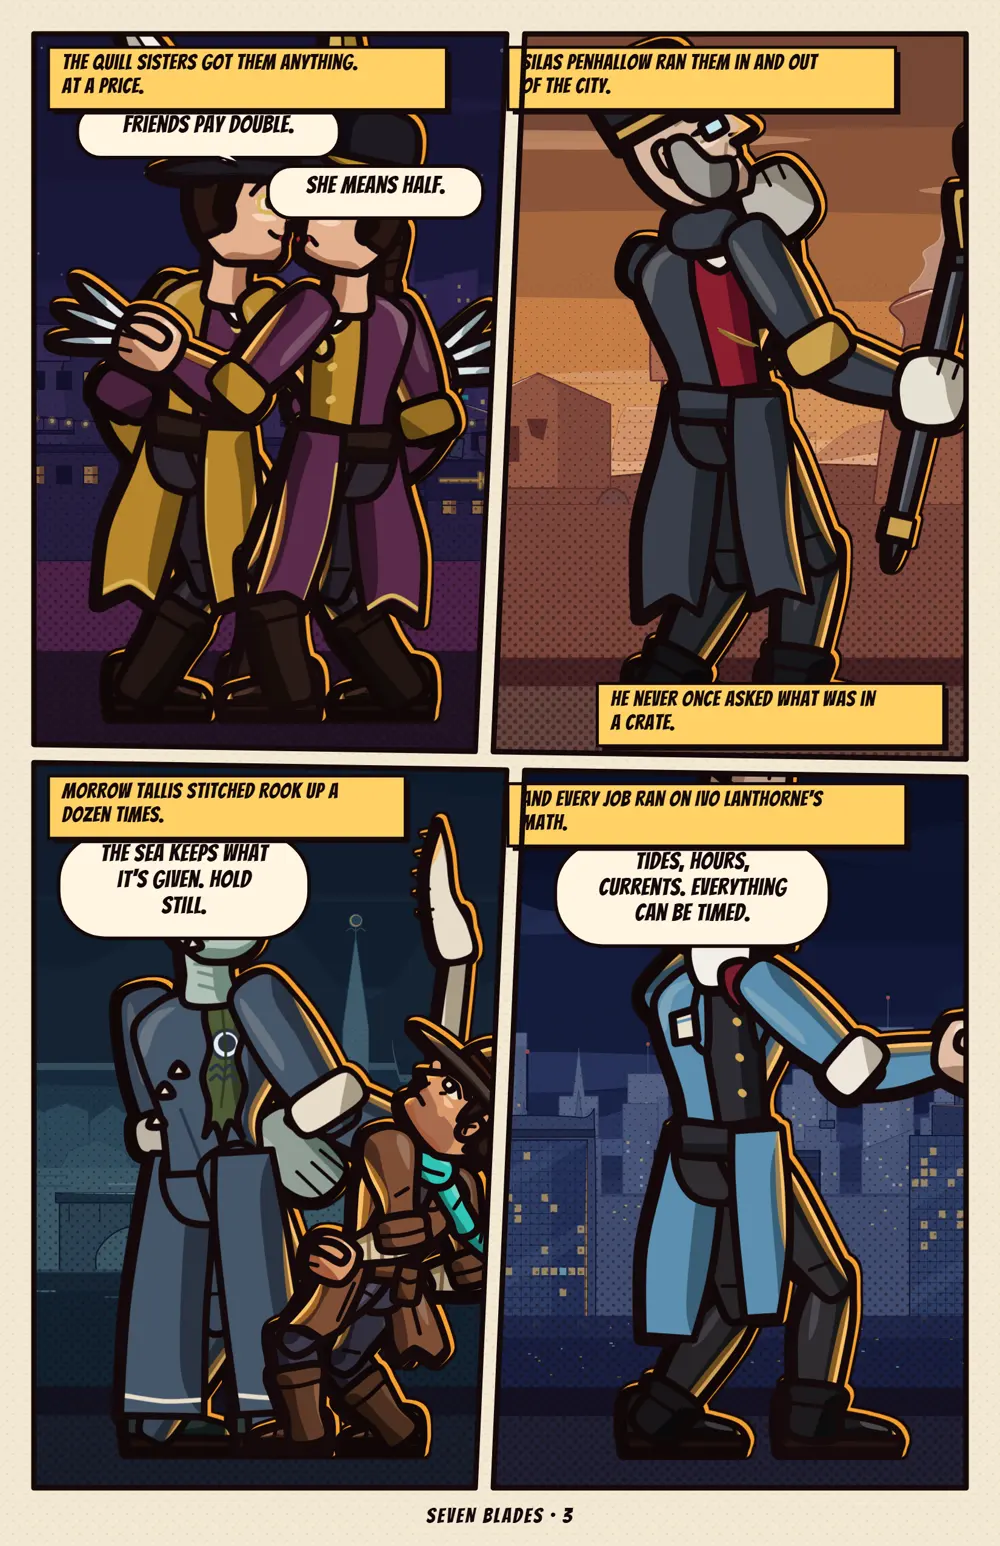 THE QUILL SISTERS GOT THEM ANYTHING.
AT A PRICE.
FRIENDS PAY DOUBLE.
SHE MEANS HALF.
SILAS PENHALLOW RAN THEM IN AND OUT
OF THE CITY.
HE NEVER ONCE ASKED WHAT WAS IN
A CRATE.
MORROW TALLIS STITCHED ROOK UP A
DOZEN TIMES.
THE SEA KEEPS WHAT
IT'S GIVEN. HOLD
STILL.
AND EVERY JOB RAN ON IVO LANTHORNE'S
MATH.
TIDES, HOURS,
CURRENTS. EVERYTHING
CAN BE TIMED.
SEVEN BLADES • 3